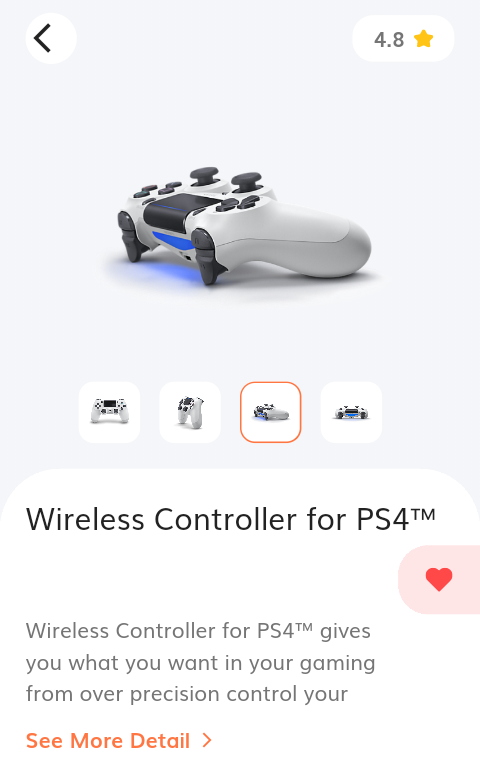 4.8
Wireless Controller for PS4™
Wireless Controller for PS4™ gives
you what you want in your gaming
from over precision control your
See More Detail